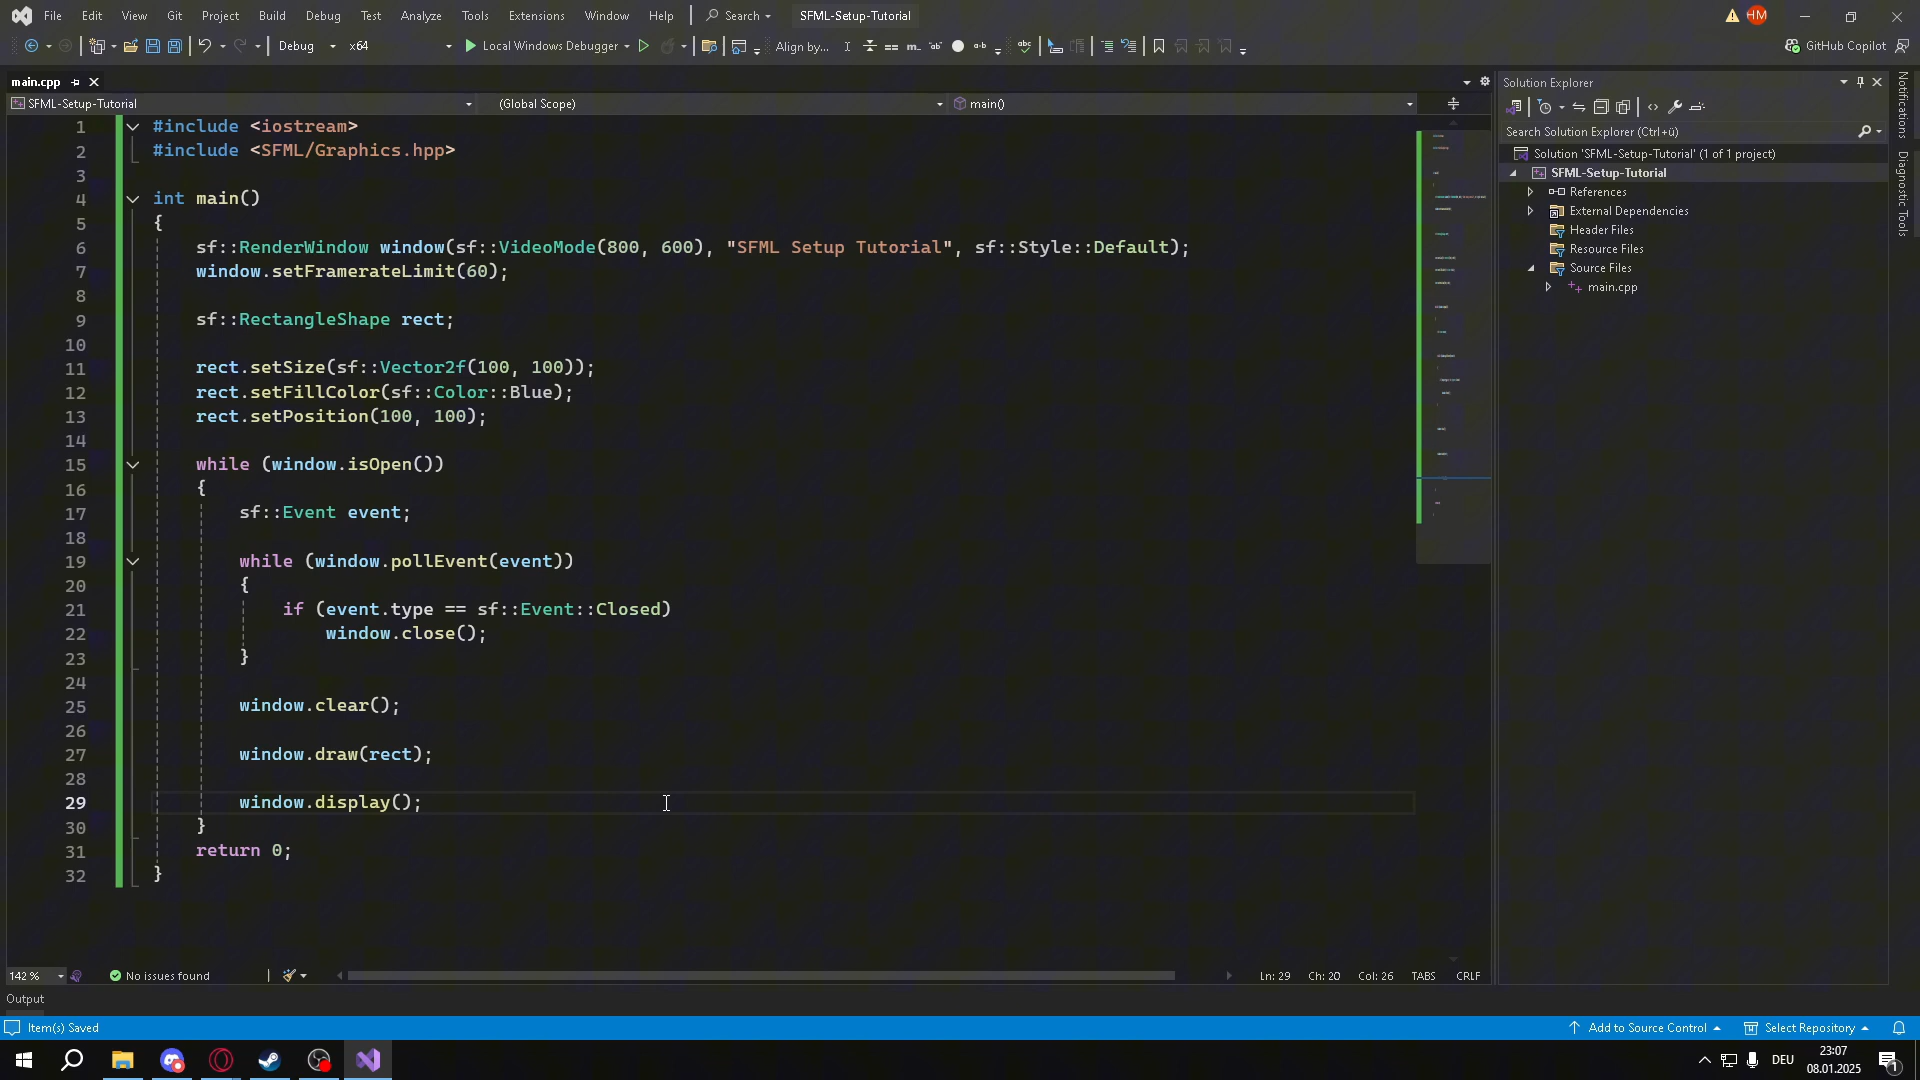 File Edit View Git Project Build Debug Test Analyze Tools Extensions Window Help Search SFML-Setup-Tutorial HM
Debug x64 Local Windows Debugger Align by... GitHub Copilot
main.cpp
SFML-Setup-Tutorial (Global Scope) main()
1 #include <iostream>
2 #include <SFML/Graphics.hpp>
3
4 int main()
5 {
6 sf::RenderWindow window(sf::VideoMode(800, 600), "SFML Setup Tutorial", sf::Style::Default);
7 window.setFramerateLimit(60);
8
9 sf::RectangleShape rect;
10
11 rect.setSize(sf::Vector2f(100, 100));
12 rect.setFillColor(sf::Color::Blue);
13 rect.setPosition(100, 100);
14
15 while (window.isOpen())
16 {
17 sf::Event event;
18
19 while (window.pollEvent(event))
20 {
21 if (event.type == sf::Event::Closed)
22 window.close();
23 }
24
25 window.clear();
26
27 window.draw(rect);
28
29 window.display();
30 }
31 return 0;
32 }
Solution Explorer
Search Solution Explorer (Ctrl+ü)
Solution 'SFML-Setup-Tutorial' (1 of 1 project)
SFML-Setup-Tutorial
References
External Dependencies
Header Files
Resource Files
Source Files
main.cpp
Notifications
Diagnostic Tools
142 % No issues found Ln: 29 Ch: 20 Col: 26 TABS CRLF
Output
Item(s) Saved Add to Source Control Select Repository
DEU 23:07
08.01.2025
1